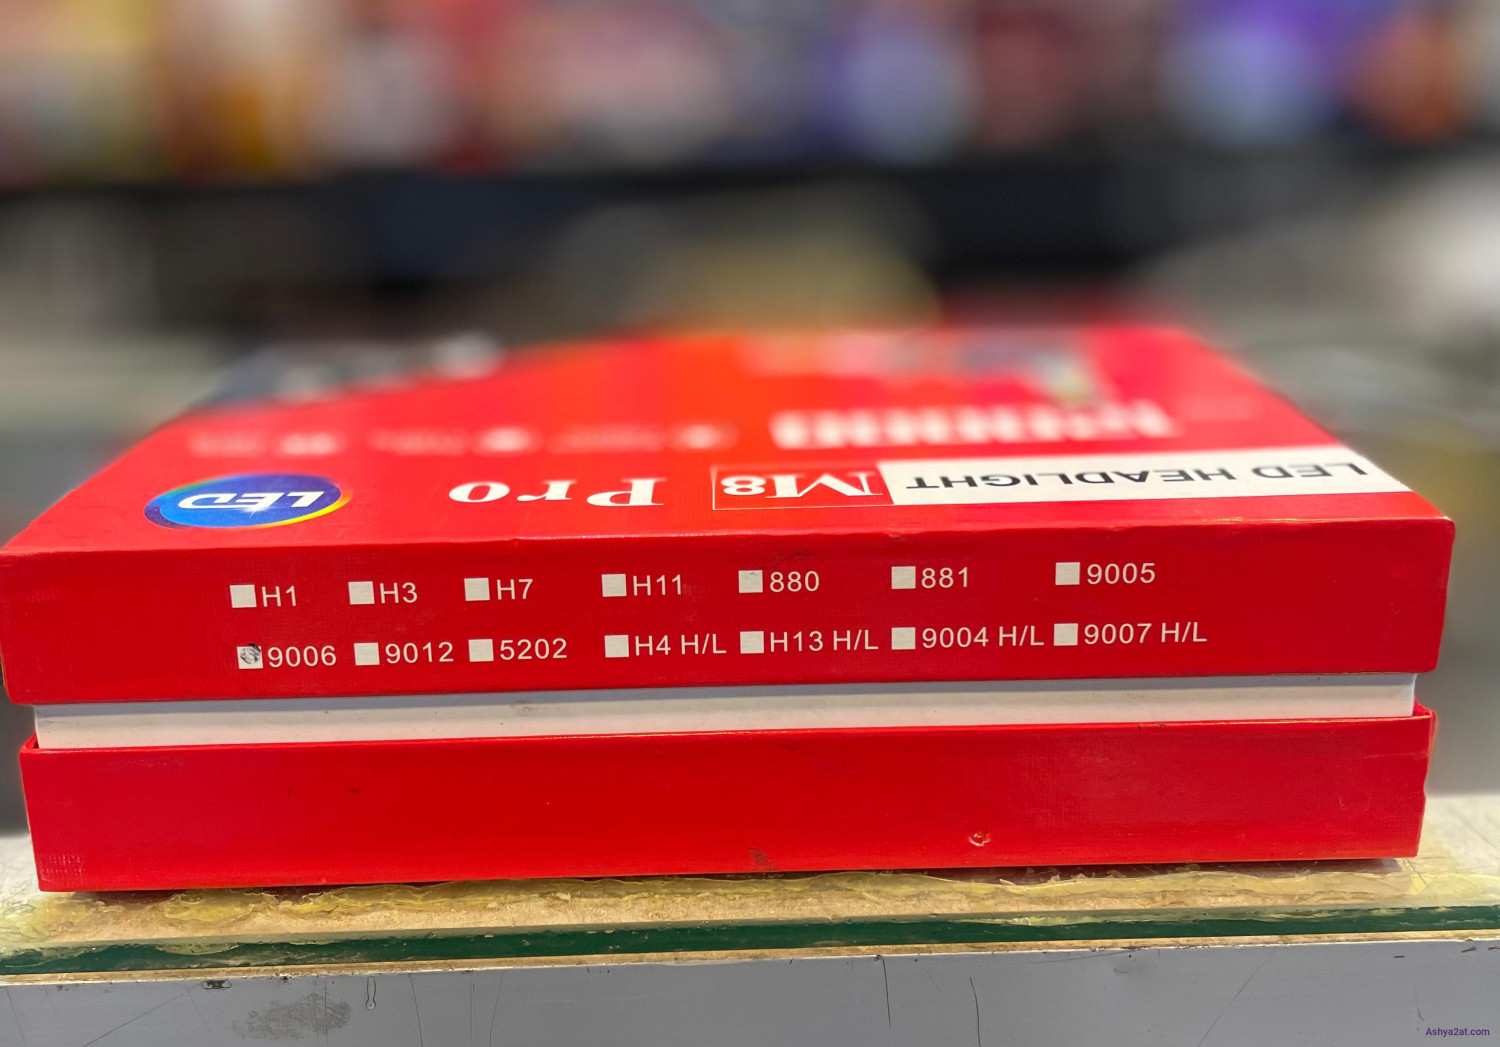 LED HEADLIGHT M8 Pro LED
H1 H3 H7 H11 880 881 9005
9006 9012 5202 H4 H/L H13 H/L 9004 H/L 9007 H/L
Ashya2at.com